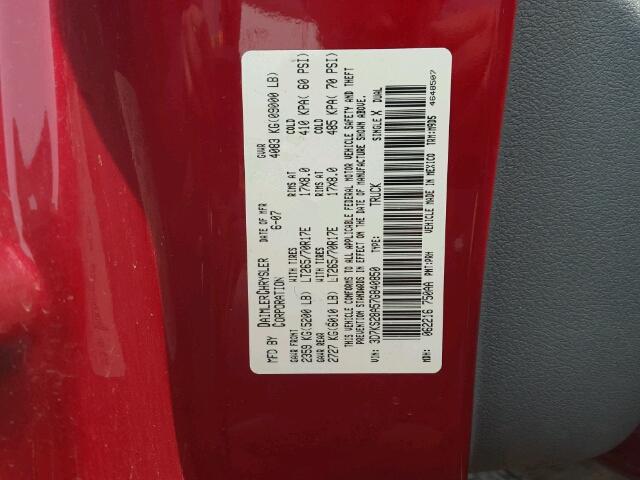 MFD BY DAIMLERCHRYSLER CORPORATION DATE OF MFR 6-07 GVWR 4083 KG(09000 LB)
GAWR FRONT WITH TIRES RIMS AT COLD
2359 KG(5200 LB) LT265/70R17E 17X8.0 410 KPA( 60 PSI)
GAWR REAR WITH TIRES RIMS AT COLD
2727 KG(6010 LB) LT265/70R17E 17X8.0 485 KPA( 70 PSI)
THIS VEHICLE CONFORMS TO ALL APPLICABLE FEDERAL MOTOR VEHICLE SAFETY AND THEFT
PREVENTION STANDARDS IN EFFECT ON THE DATE OF MANUFACTURE SHOWN ABOVE.
VIN: 3D7KS28A57G840850 TYPE: TRUCK SINGLE X DUAL
MDH: 062216 750AA PNT:PRH VEHICLE MADE IN MEXICO TRM:M9D5
4648507